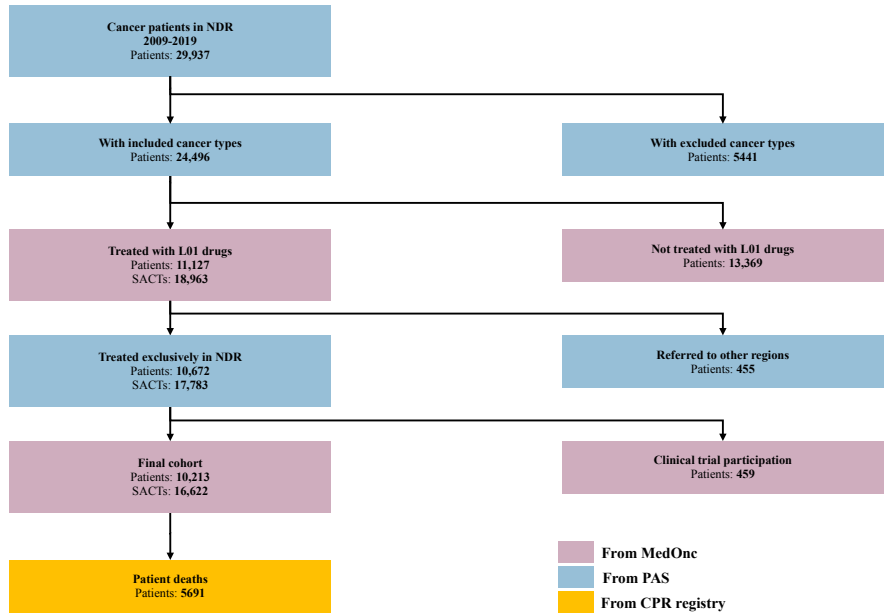 Cancer patients in NDR
2009-2019
Patients: 29,937
With included cancer types
Patients: 24,496
With excluded cancer types
Patients: 5441
Treated with L01 drugs
Patients: 11,127
SACTs: 18,963
Not treated with L01 drugs
Patients: 13,369
Treated exclusively in NDR
Patients: 10,672
SACTs: 17,783
Referred to other regions
Patients: 455
Final cohort
Patients: 10,213
SACTs: 16,622
Clinical trial participation
Patients: 459
Patient deaths
Patients: 5691
From MedOnc
From PAS
From CPR registry